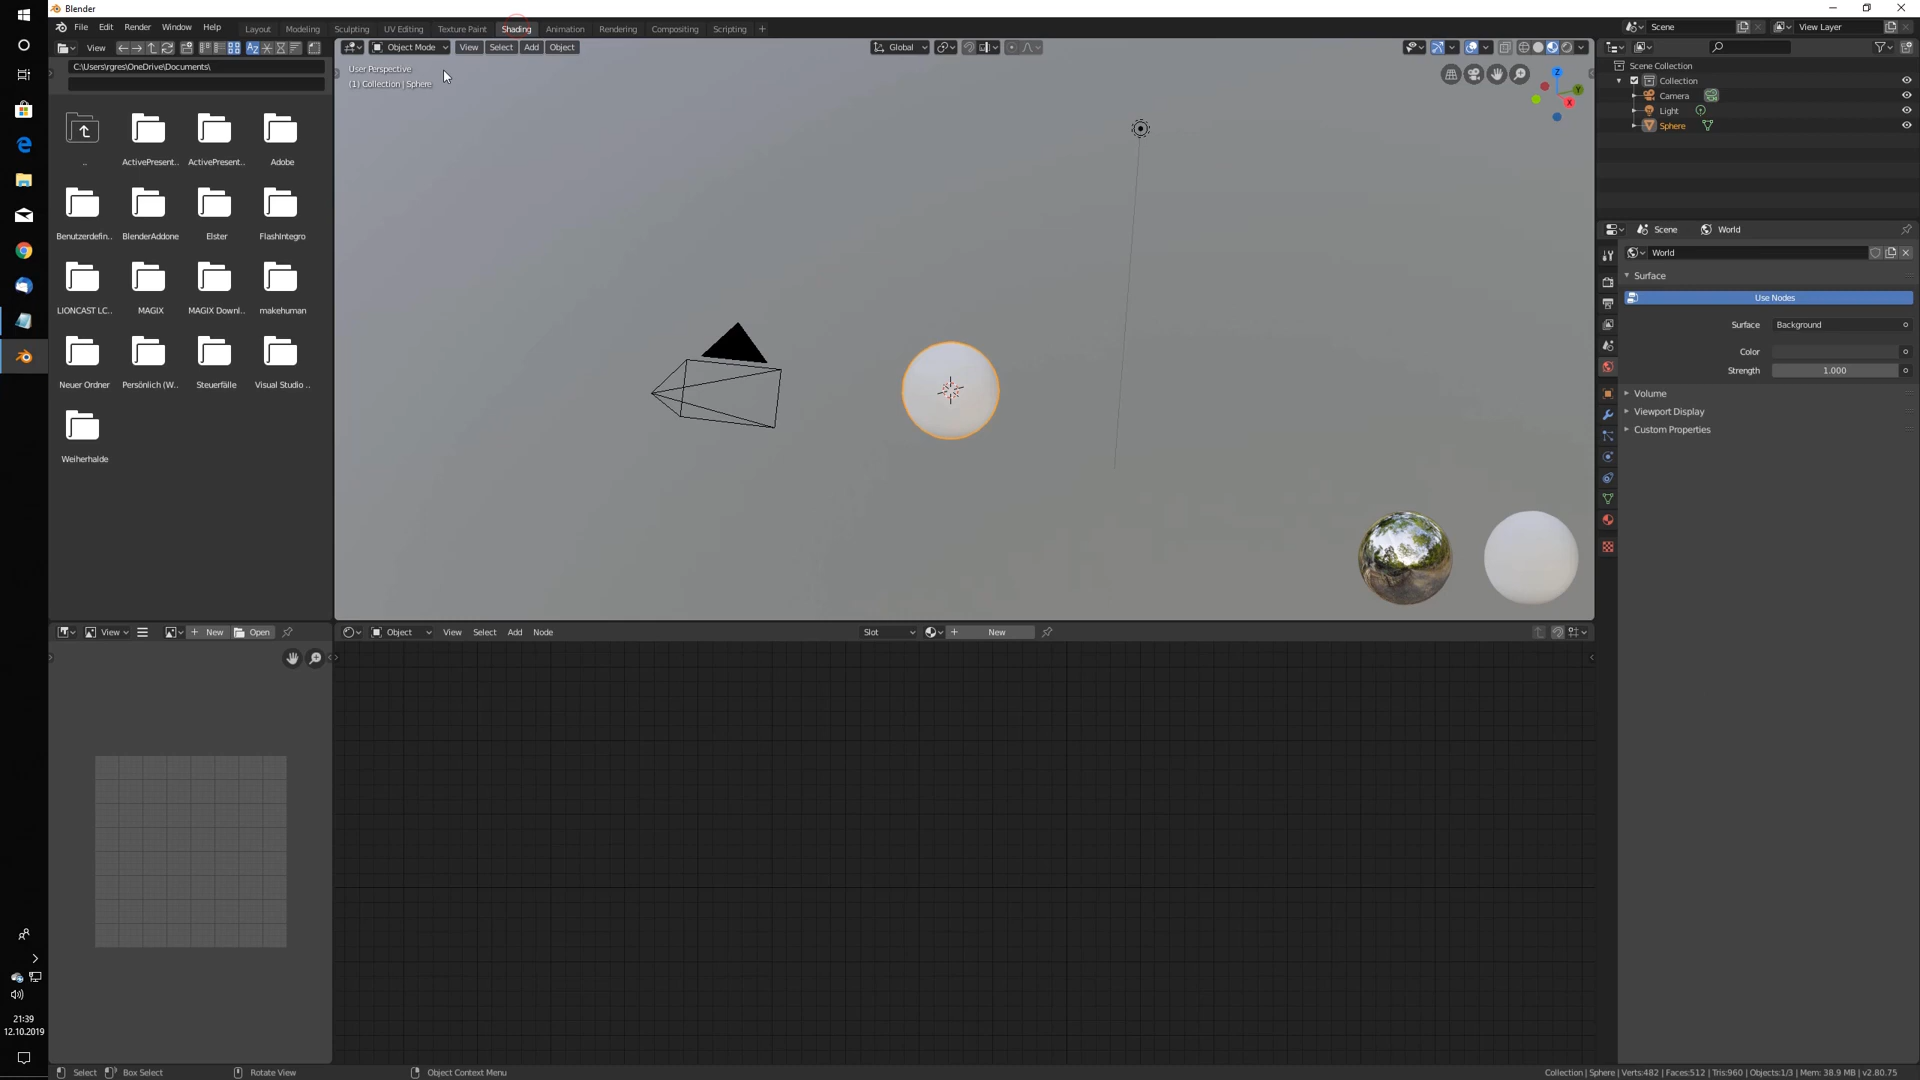 Blender
File Edit Render Window Help Layout Modeling Sculpting UV Editing Texture Paint Shading Animation Rendering Compositing Scripting +
Scene View Layer
View
Object Mode View Select Add Object Global
C:\Users\rgres\OneDrive\Documents\
User Perspective
(1) Collection | Sphere
Z
Y
X
Scene Collection
Collection
Camera
Light
Sphere
.. ActivePresent.. ActivePresent.. Adobe
Benutzerdefin.. BlenderAddone Elster FlashIntegro
LIONCAST LC.. MAGIX MAGIX Downl.. makehuman
Neuer Ordner Persönlich (W.. Steuerfälle Visual Studio ..
Weiherhalde
Scene World
World
Surface
Use Nodes
Surface Background
Color
Strength 1.000
Volume
Viewport Display
Custom Properties
View + New Open
Object View Select Add Node Slot + New
21:39
12.10.2019
Select Box Select Rotate View Object Context Menu
Collection | Sphere | Verts:482 | Faces:512 | Tris:960 | Objects:1/3 | Mem: 38.9 MB | v2.80.75